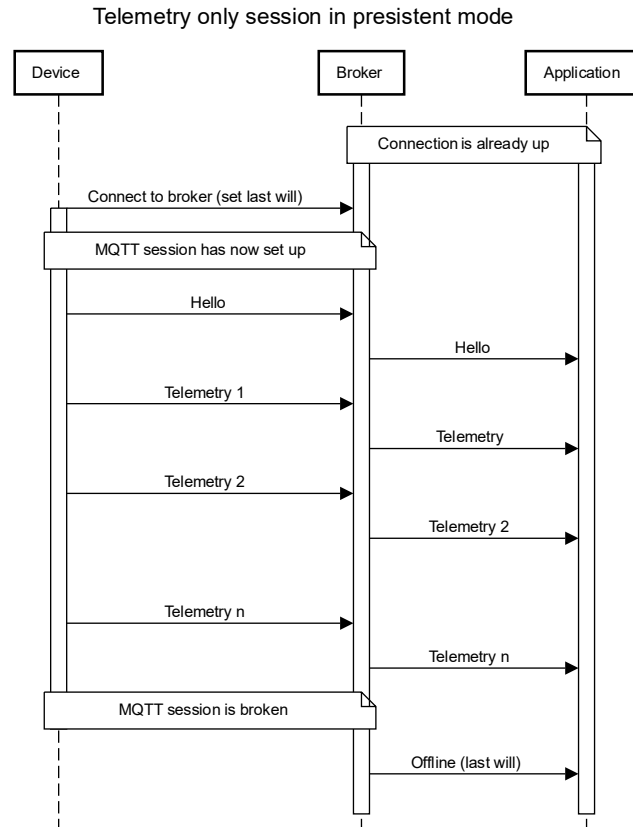 Telemetry only session in presistent mode
Device
Broker
Application
Connection is already up
Connect to broker (set last will)
MQTT session has now set up
Hello
Hello
Telemetry 1
Telemetry
Telemetry 2
Telemetry 2
Telemetry n
Telemetry n
MQTT session is broken
Offline (last will)